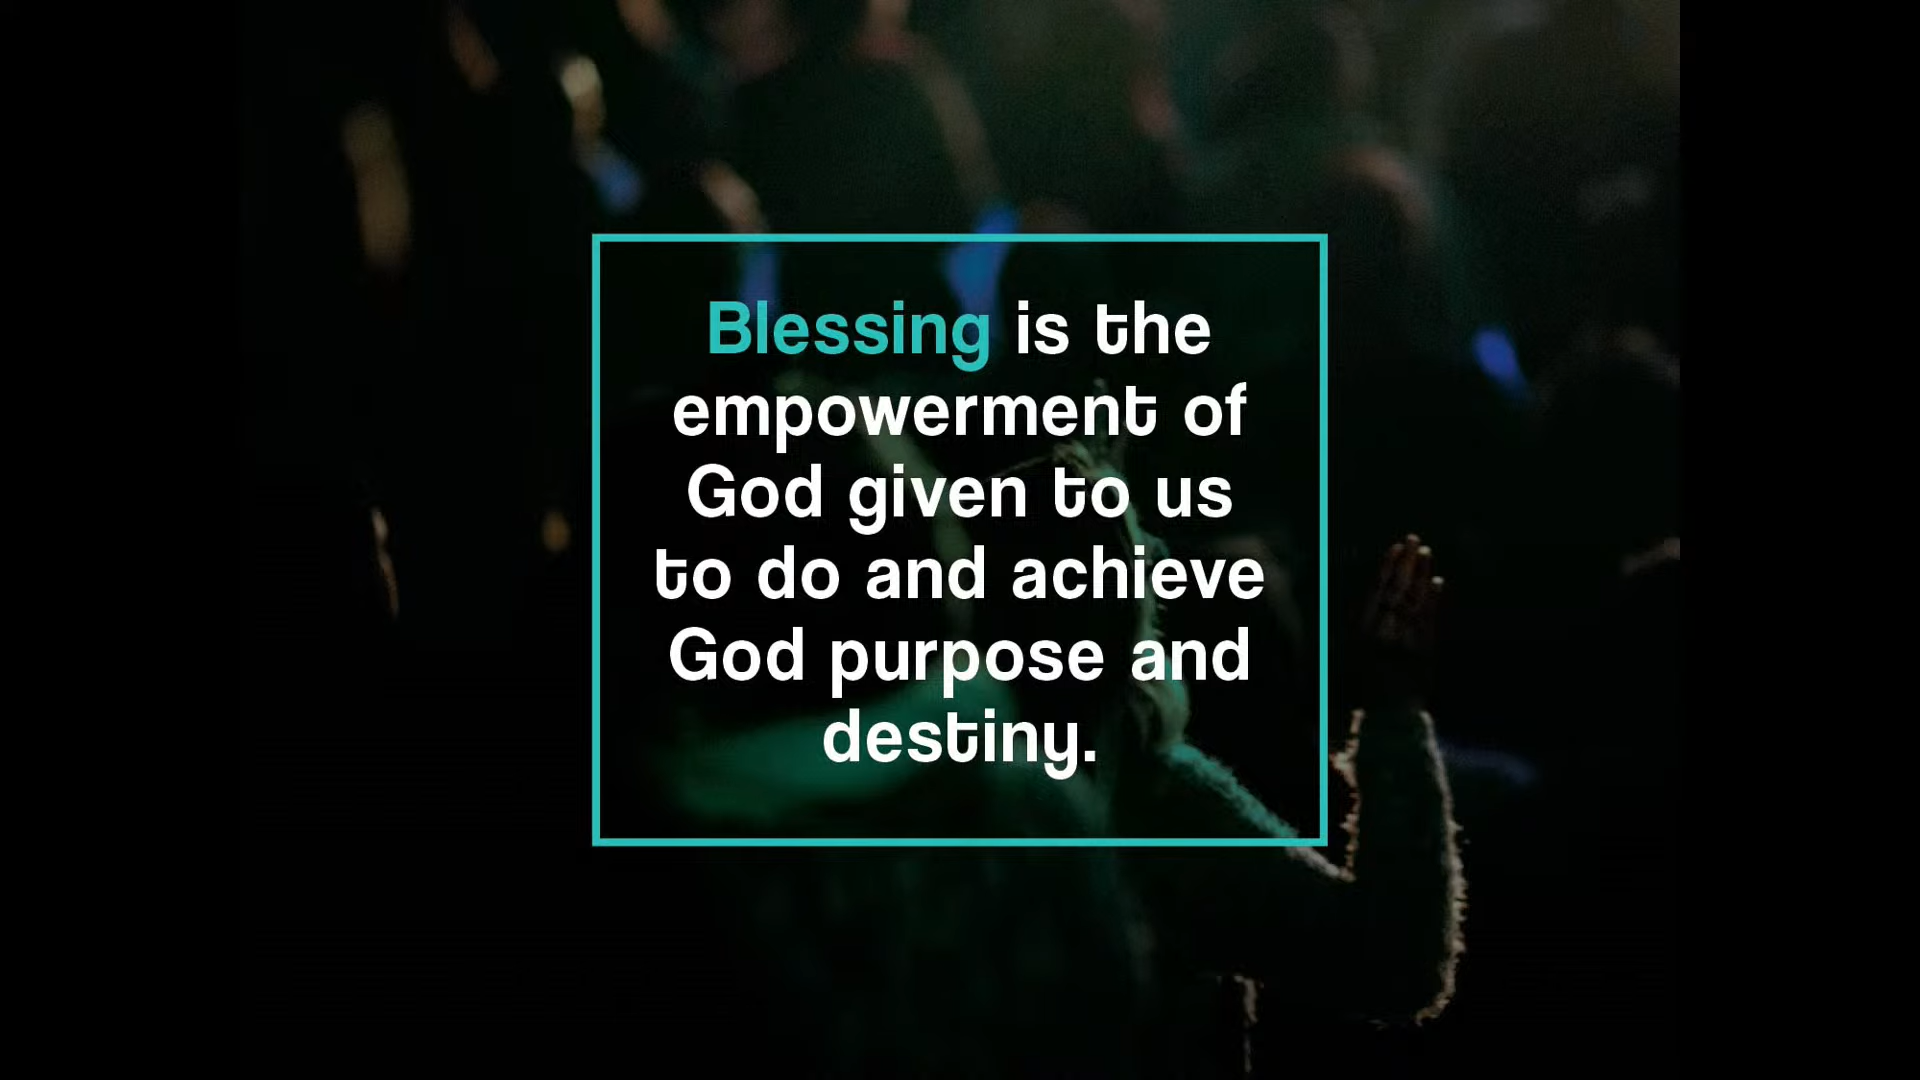 Blessing is the
empowerment of
God given to us
to do and achieve
God purpose and
destiny.